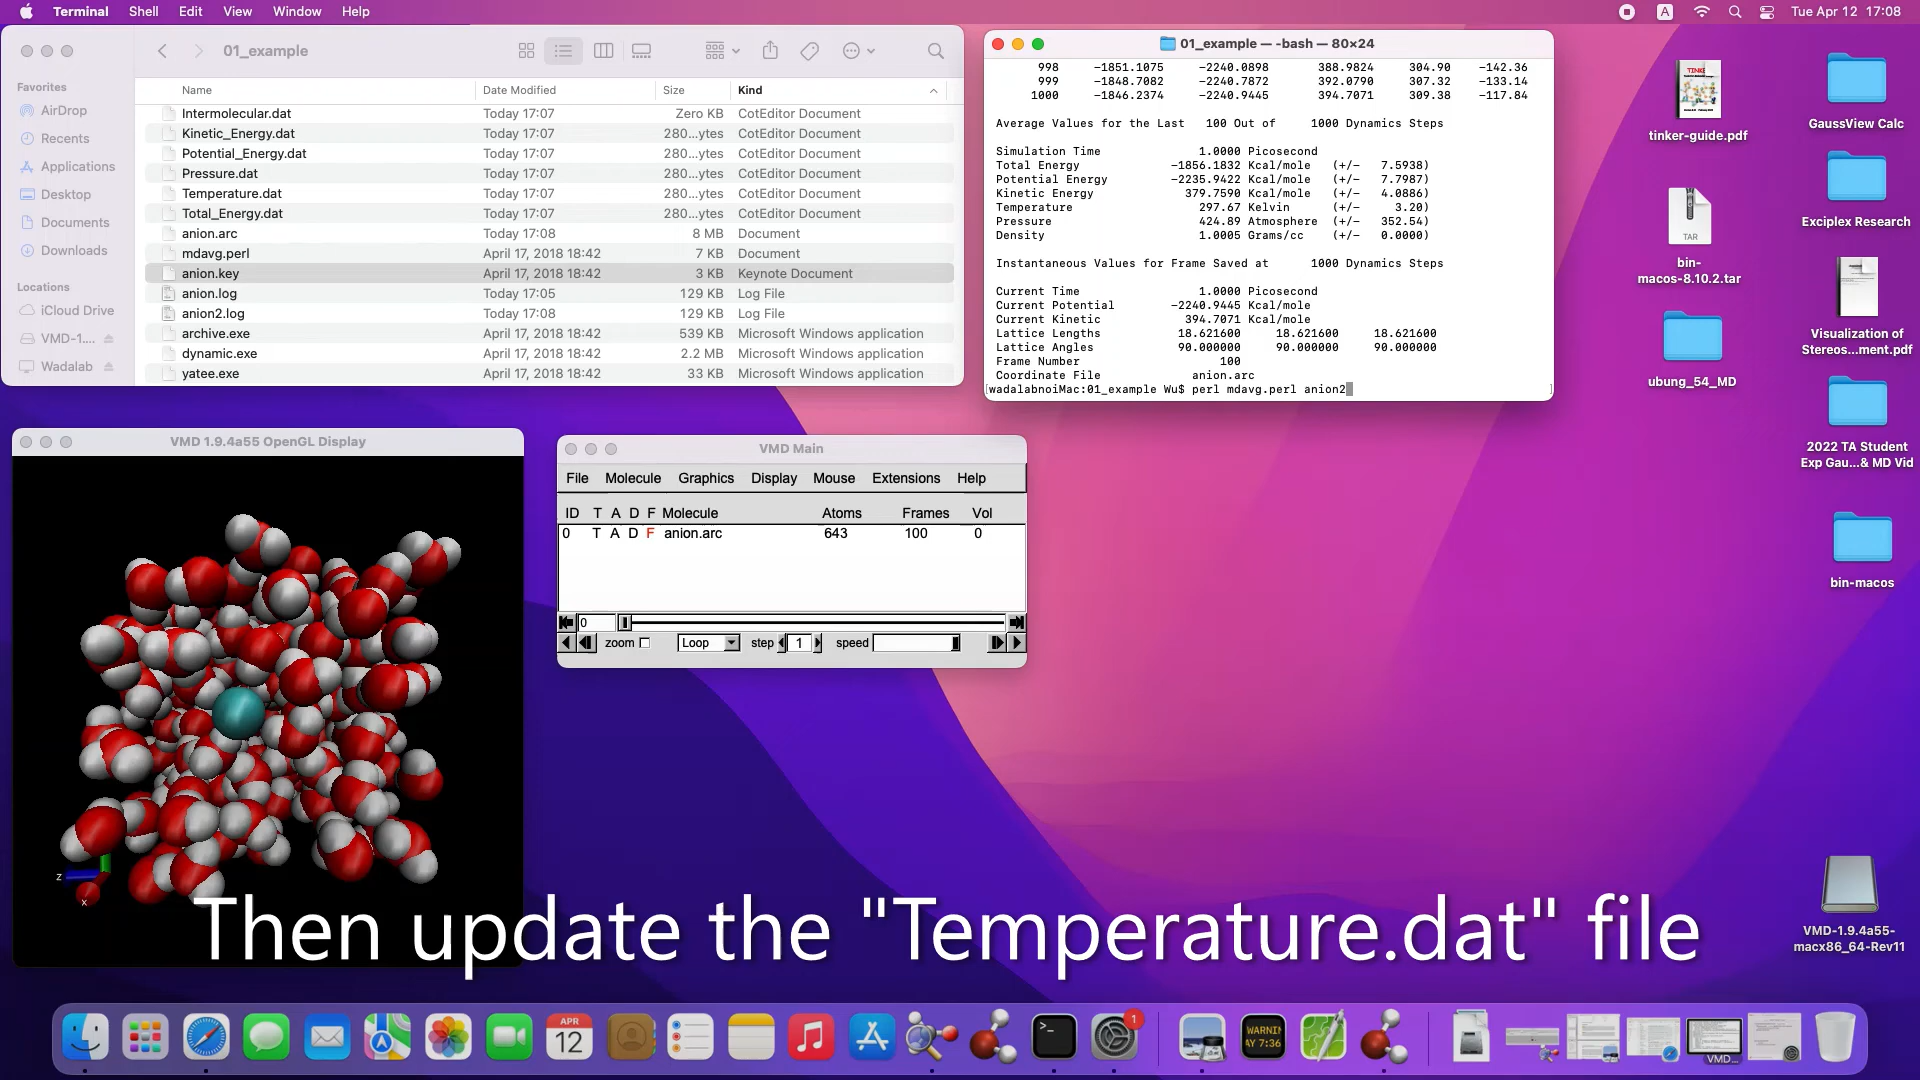 Terminal Shell Edit View Window Help
A Tue Apr 12 17:08
01_example
Favorites
AirDrop
Recents
Applications
Desktop
Documents
Downloads
Locations
iCloud Drive
VMD-1....
Wadalab
Name Date Modified Size Kind
Intermolecular.dat Today 17:07 Zero KB CotEditor Document
Kinetic_Energy.dat Today 17:07 280...ytes CotEditor Document
Potential_Energy.dat Today 17:07 280...ytes CotEditor Document
Pressure.dat Today 17:07 280...ytes CotEditor Document
Temperature.dat Today 17:07 280...ytes CotEditor Document
Total_Energy.dat Today 17:07 280...ytes CotEditor Document
anion.arc Today 17:08 8 MB Document
mdavg.perl April 17, 2018 18:42 7 KB Document
anion.key April 17, 2018 18:42 3 KB Keynote Document
anion.log Today 17:05 129 KB Log File
anion2.log Today 17:08 129 KB Log File
archive.exe April 17, 2018 18:42 539 KB Microsoft Windows application
dynamic.exe April 17, 2018 18:42 2.2 MB Microsoft Windows application
yatee.exe April 17, 2018 18:42 33 KB Microsoft Windows application
01_example — -bash — 80×24
998 -1851.1075 -2240.0898 388.9824 304.90 -142.36
999 -1848.7082 -2240.7872 392.0790 307.32 -133.14
1000 -1846.2374 -2240.9445 394.7071 309.38 -117.84
Average Values for the Last 100 Out of 1000 Dynamics Steps
Simulation Time 1.0000 Picosecond
Total Energy -1856.1832 Kcal/mole (+/- 7.5938)
Potential Energy -2235.9422 Kcal/mole (+/- 7.7987)
Kinetic Energy 379.7590 Kcal/mole (+/- 4.0886)
Temperature 297.67 Kelvin (+/- 3.20)
Pressure 424.89 Atmosphere (+/- 352.54)
Density 1.0005 Grams/cc (+/- 0.0000)
Instantaneous Values for Frame Saved at 1000 Dynamics Steps
Current Time 1.0000 Picosecond
Current Potential -2240.9445 Kcal/mole
Current Kinetic 394.7071 Kcal/mole
Lattice Lengths 18.621600 18.621600 18.621600
Lattice Angles 90.000000 90.000000 90.000000
Frame Number 100
Coordinate File anion.arc
[wadalabnoiMac:01_example Wu$ perl mdavg.perl anion2 ]
tinker-guide.pdf
GaussView Calc
TAR
bin-
macos-8.10.2.tar
Exciplex Research
Visualization of
Stereos...ment.pdf
ubung_54_MD
2022 TA Student
Exp Gau...& MD Vid
bin-macos
VMD-1.9.4a55-
macx86_64-Rev11
VMD 1.9.4a55 OpenGL Display
z
x
VMD Main
File Molecule Graphics Display Mouse Extensions Help
ID T A D F Molecule Atoms Frames Vol
0 T A D F anion.arc 643 100 0
0
zoom Loop step 1 speed
Then update the "Temperature.dat" file
APR
12
>_
1
WARNIN
AY 7:36
VMD...